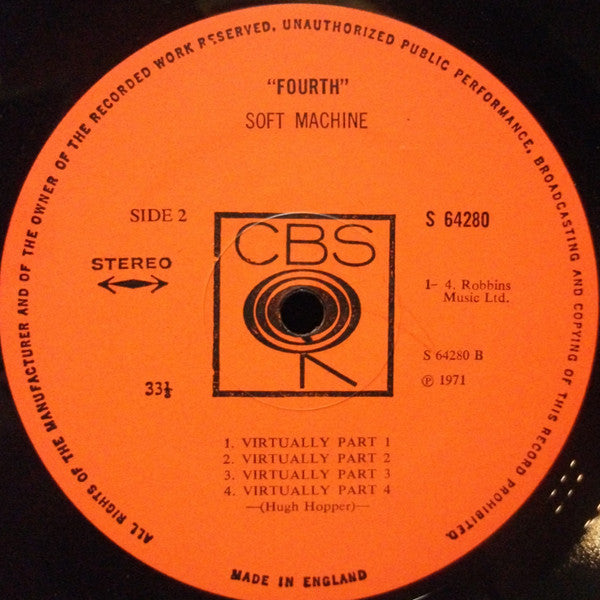 ALL RIGHTS OF THE MANUFACTURER AND OF THE OWNER OF THE RECORDED WORK RESERVED, UNAUTHORIZED PUBLIC PERFORMANCE, BROADCASTING AND COPYING OF THIS RECORD PROHIBITED.
"FOURTH"
SOFT MACHINE
SIDE 2
S 64280
STEREO
CBS
1- 4. Robbins
Music Ltd.
S 64280 B
33⅓
℗ 1971
1. VIRTUALLY PART 1
2. VIRTUALLY PART 2
3. VIRTUALLY PART 3
4. VIRTUALLY PART 4
—(Hugh Hopper)—
MADE IN ENGLAND